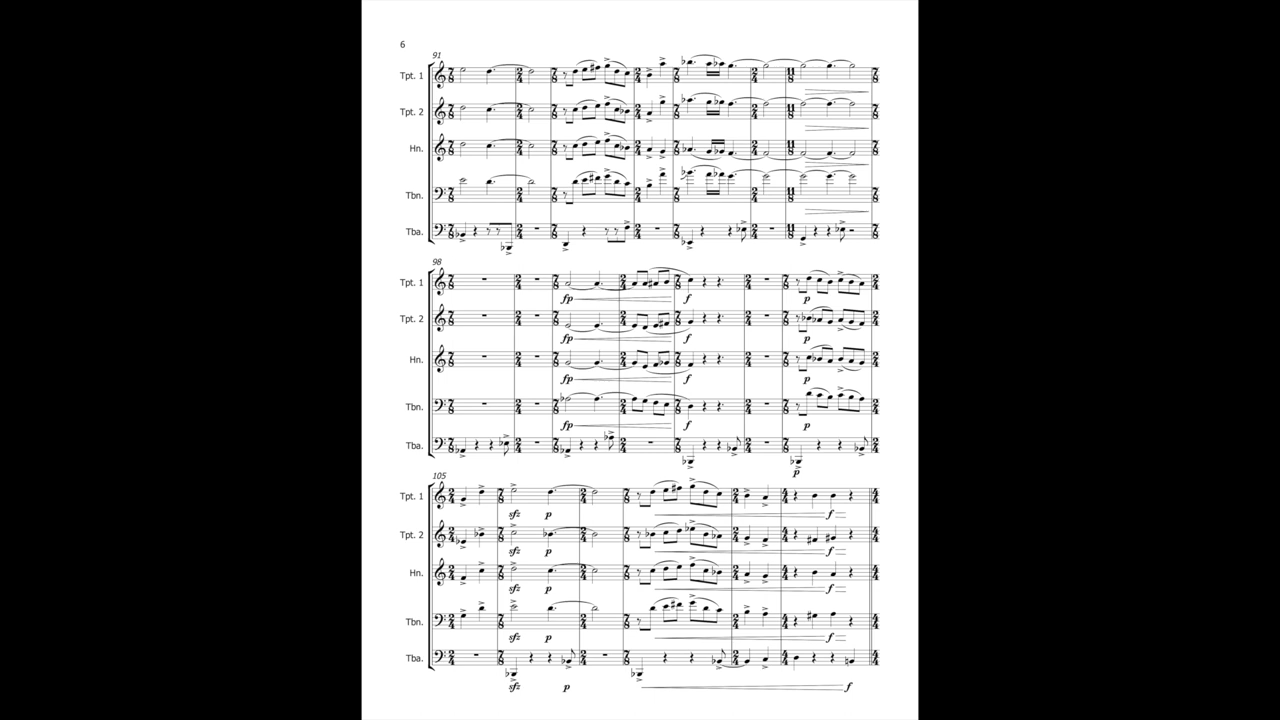 6
91
Tpt. 1
Tpt. 2
Hn.
Tbn.
Tba.
98
Tpt. 1
fp f p
Tpt. 2
fp f p
Hn.
fp f p
Tbn.
fp f p
Tba.
p
105
Tpt. 1
sfz p f
Tpt. 2
sfz p f
Hn.
sfz p f
Tbn.
sfz p f
Tba.
sfz p f